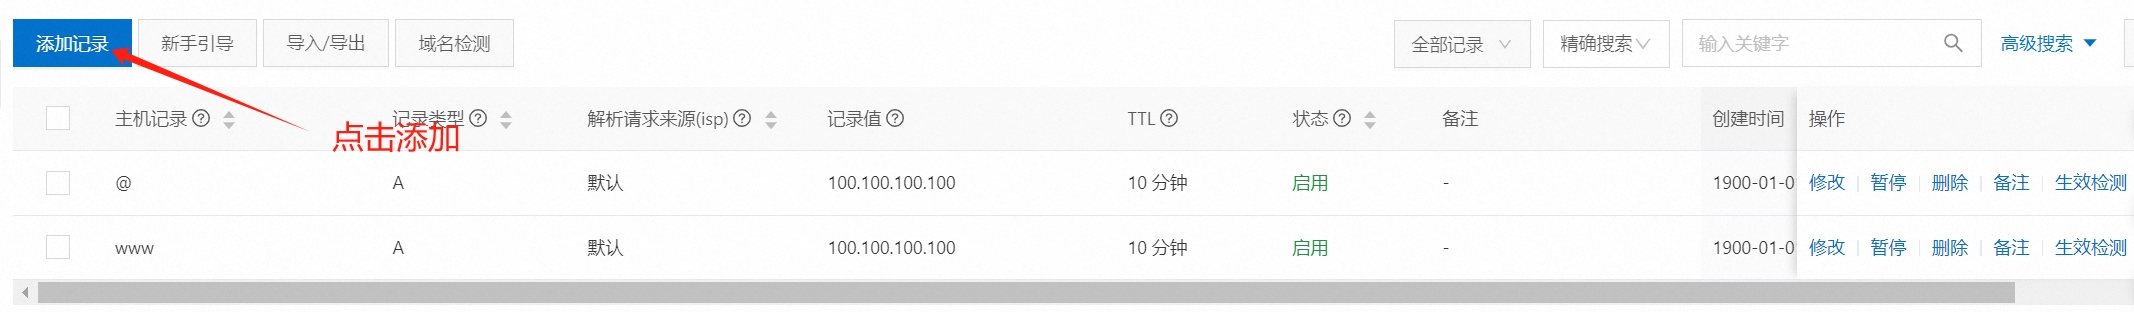 添加记录 新手引导 导入/导出 域名检测 全部记录 精确搜索 输入关键字 高级搜索
主机记录 记录类型 解析请求来源(isp) 记录值 TTL 状态 备注 创建时间 操作
点击添加
@ A 默认 100.100.100.100 10 分钟 启用 - 1900-01-0 修改 暂停 删除 备注 生效检测
www A 默认 100.100.100.100 10 分钟 启用 - 1900-01-0 修改 暂停 删除 备注 生效检测